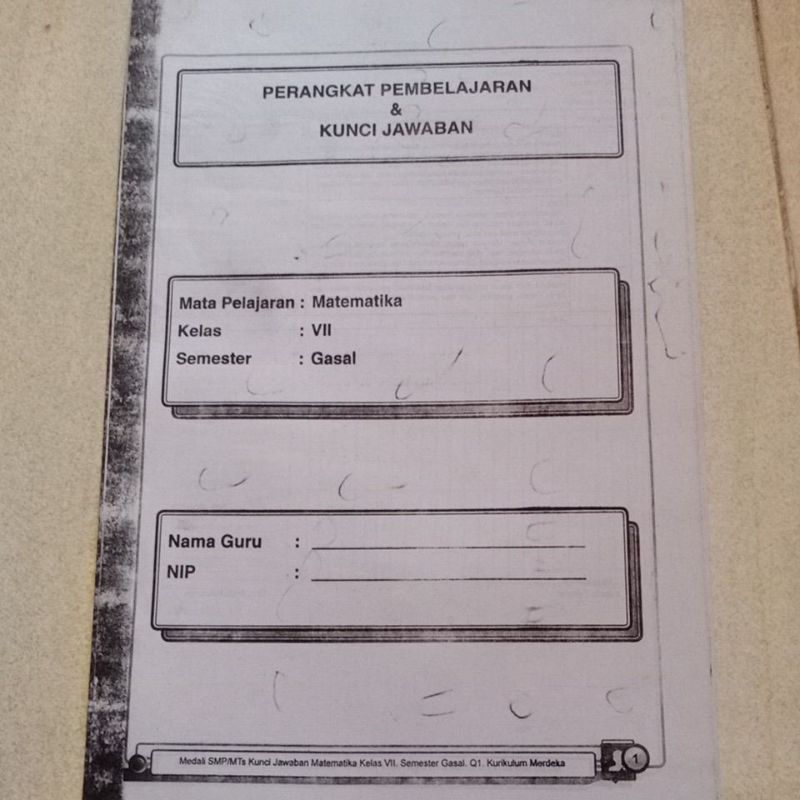 PERANGKAT PEMBELAJARAN
&
KUNCI JAWABAN
Mata Pelajaran : Matematika
Kelas : VII
Semester : Gasal
Nama Guru :
NIP :
Medali SMP/MTs Kunci Jawaban Matematika Kelas VII. Semester Gasal. Q1. Kurikulum Merdeka
1